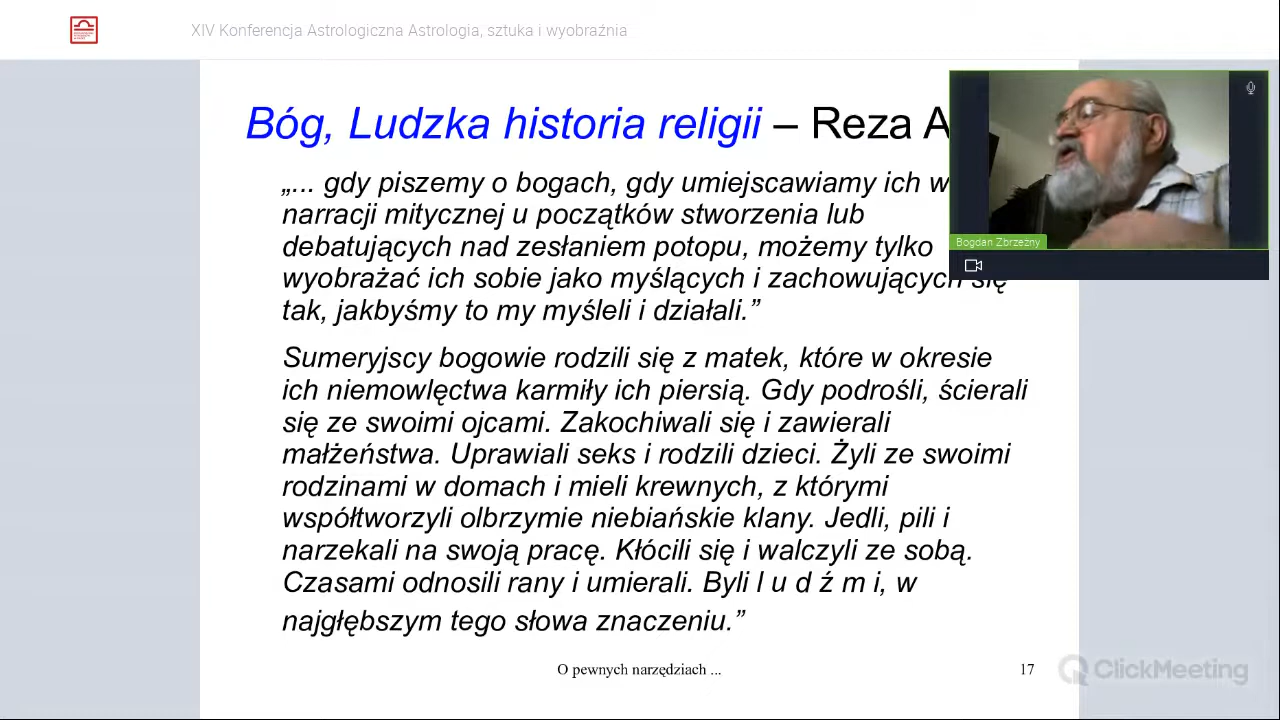 XIV Konferencja Astrologiczna Astrologia, sztuka i wyobraźnia
Bóg, Ludzka historia religii – Reza A
„... gdy piszemy o bogach, gdy umiejscawiamy ich w
narracji mitycznej u początków stworzenia lub
debatujących nad zesłaniem potopu, możemy tylko
wyobrażać ich sobie jako myślących i zachowujących się
tak, jakbyśmy to my myśleli i działali.”
Sumeryjscy bogowie rodzili się z matek, które w okresie
ich niemowlęctwa karmiły ich piersią. Gdy podrośli, ścierali
się ze swoimi ojcami. Zakochiwali się i zawierali
małżeństwa. Uprawiali seks i rodzili dzieci. Żyli ze swoimi
rodzinami w domach i mieli krewnych, z którymi
współtworzyli olbrzymie niebiańskie klany. Jedli, pili i
narzekali na swoją pracę. Kłócili się i walczyli ze sobą.
Czasami odnosili rany i umierali. Byli l u d ź m i, w
najgłębszym tego słowa znaczeniu.”
Bogdan Zbrzezny
O pewnych narzędziach ...
17
ClickMeeting